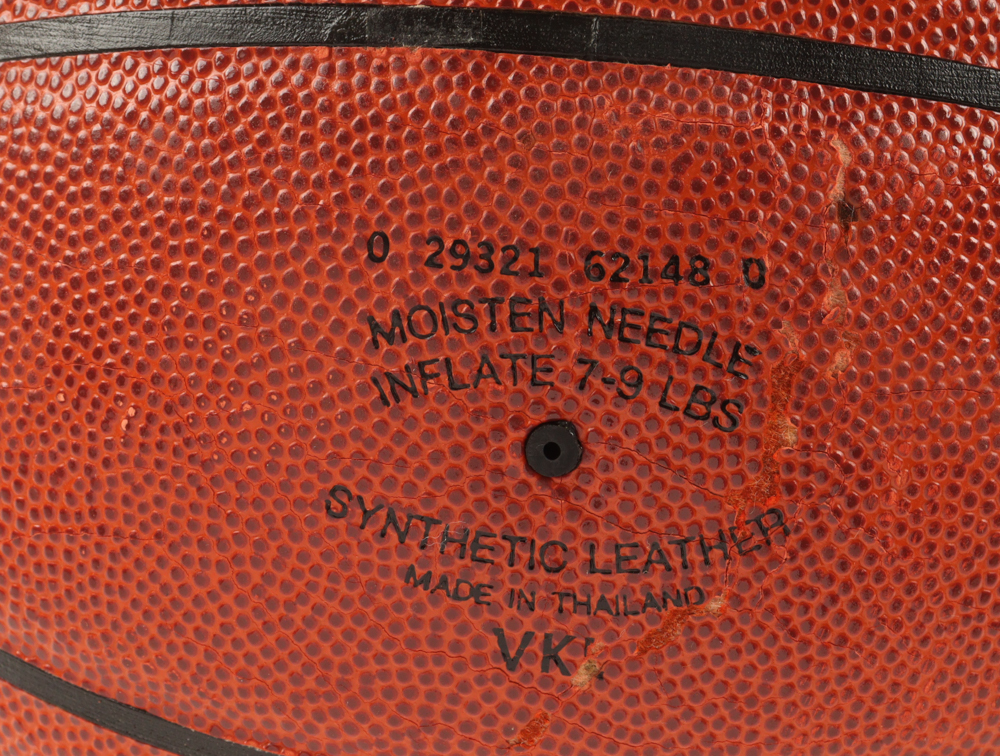 0 29321 62148 0
MOISTEN NEEDLE
INFLATE 7-9 LBS
SYNTHETIC LEATHER
MADE IN THAILAND